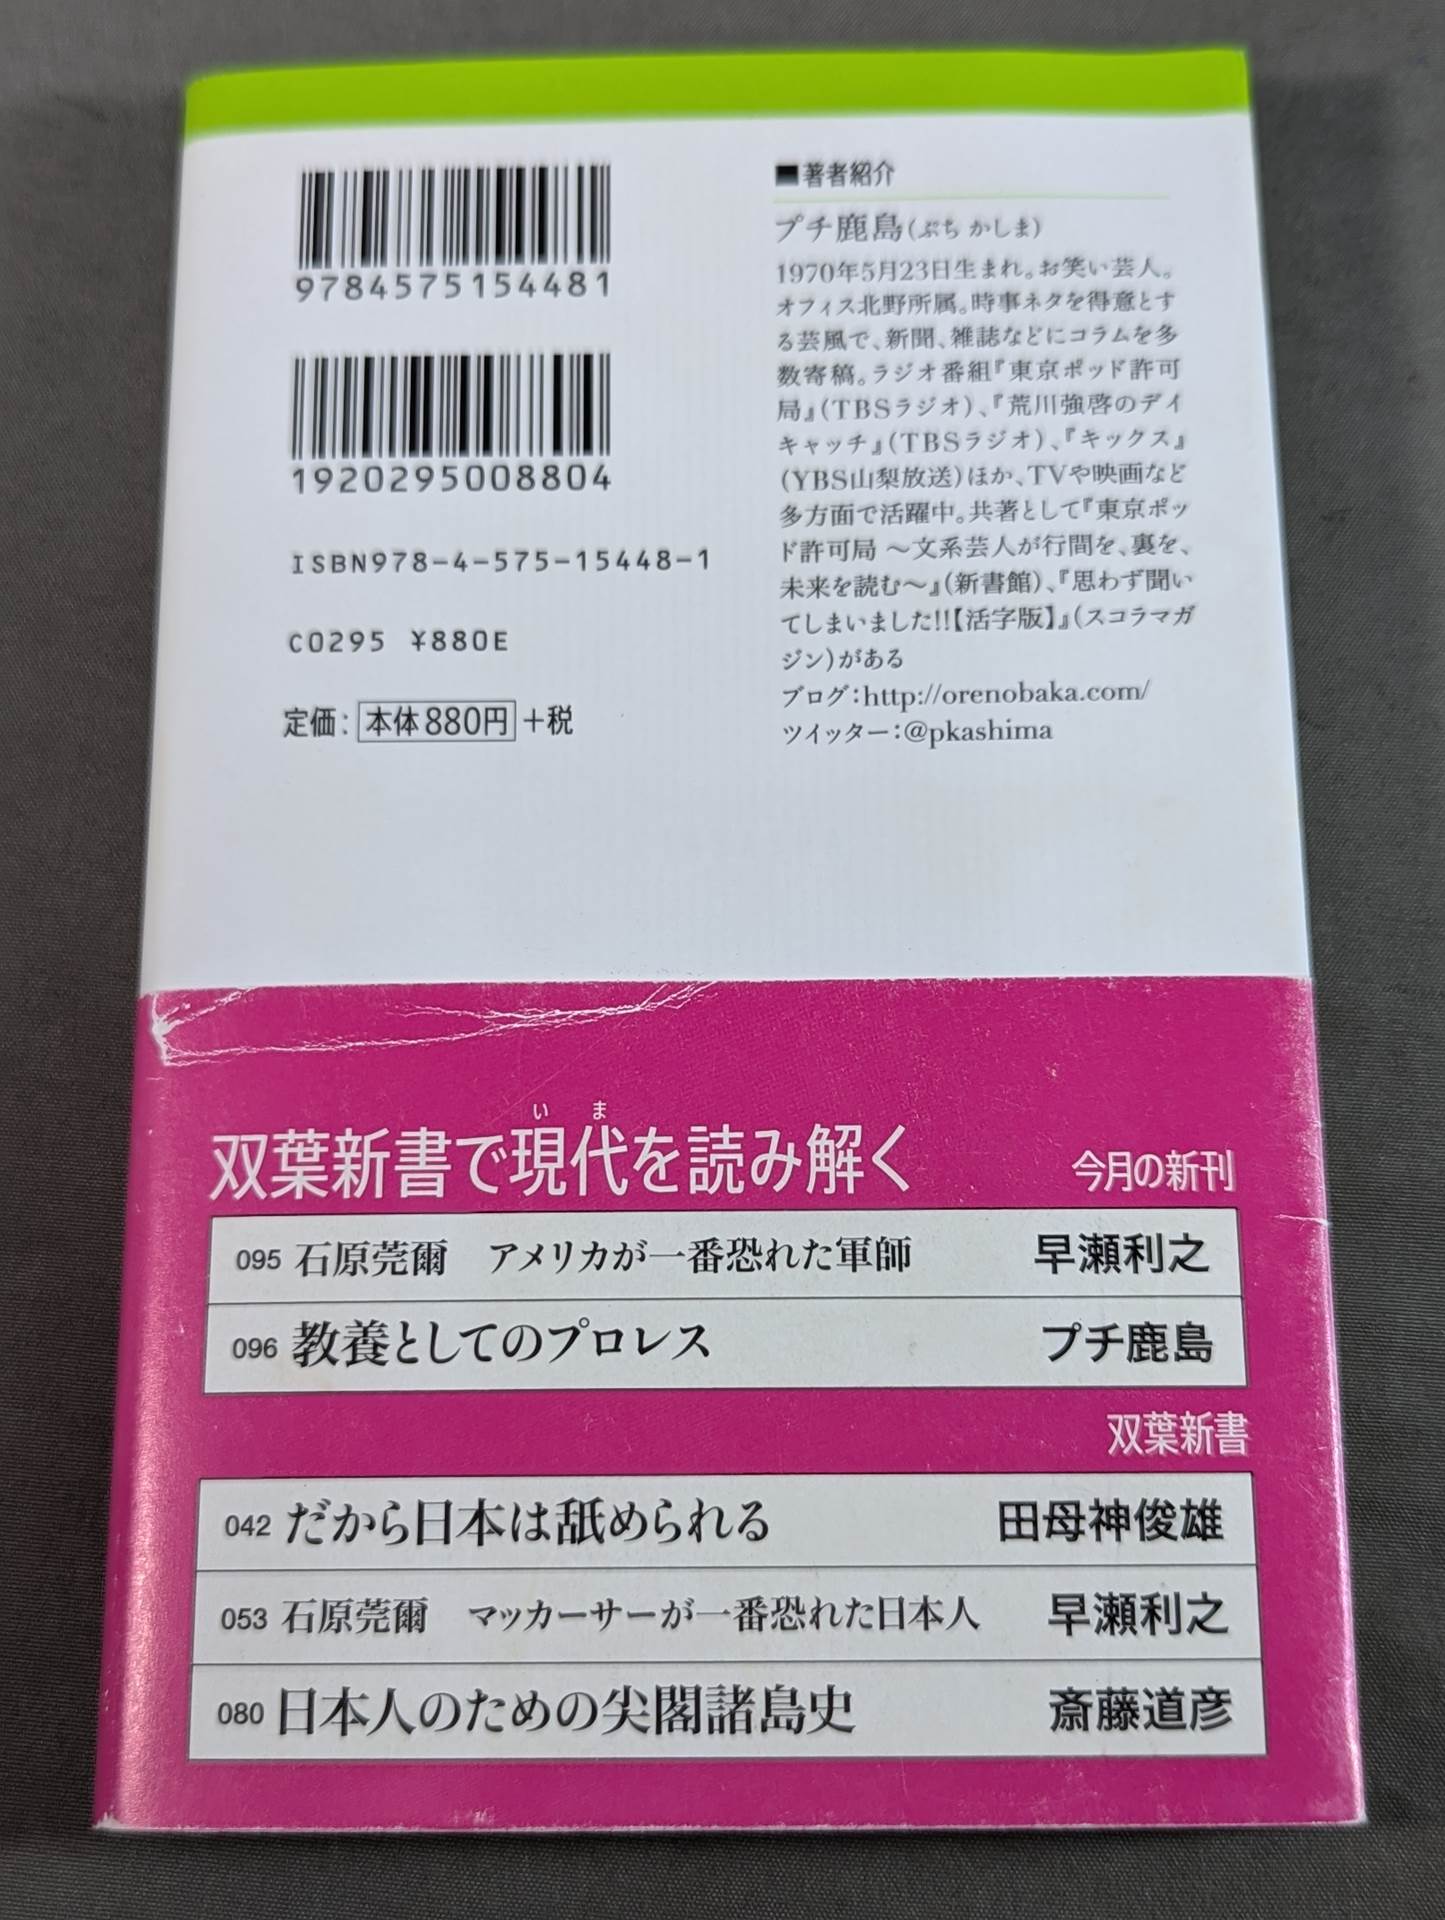 9784575154481
1920295008804
ISBN978-4-575-15448-1
C0295 ¥880E
定価：本体880円＋税
■著者紹介
プチ鹿島（ぷち かしま）
1970年5月23日生まれ。お笑い芸人。
オフィス北野所属。時事ネタを得意とす
る芸風で、新聞、雑誌などにコラムを多
数寄稿。ラジオ番組『東京ポッド許可
局』（TBSラジオ）、『荒川強啓のデイ
キャッチ』（TBSラジオ）、『キックス』
（YBS山梨放送）ほか、TVや映画など
多方面で活躍中。共著として『東京ポッ
ド許可局 〜文系芸人が行間を、裏を、
未来を読む〜』（新書館）、『思わず聞い
てしまいました!!【活字版】』（スコラマガ
ジン）がある
ブログ：http://orenobaka.com/
ツイッター：@pkashima
いま
双葉新書で現代を読み解く 今月の新刊
095 石原莞爾 アメリカが一番恐れた軍師 早瀬利之
096 教養としてのプロレス プチ鹿島
双葉新書
042 だから日本は舐められる 田母神俊雄
053 石原莞爾 マッカーサーが一番恐れた日本人 早瀬利之
080 日本人のための尖閣諸島史 斎藤道彦